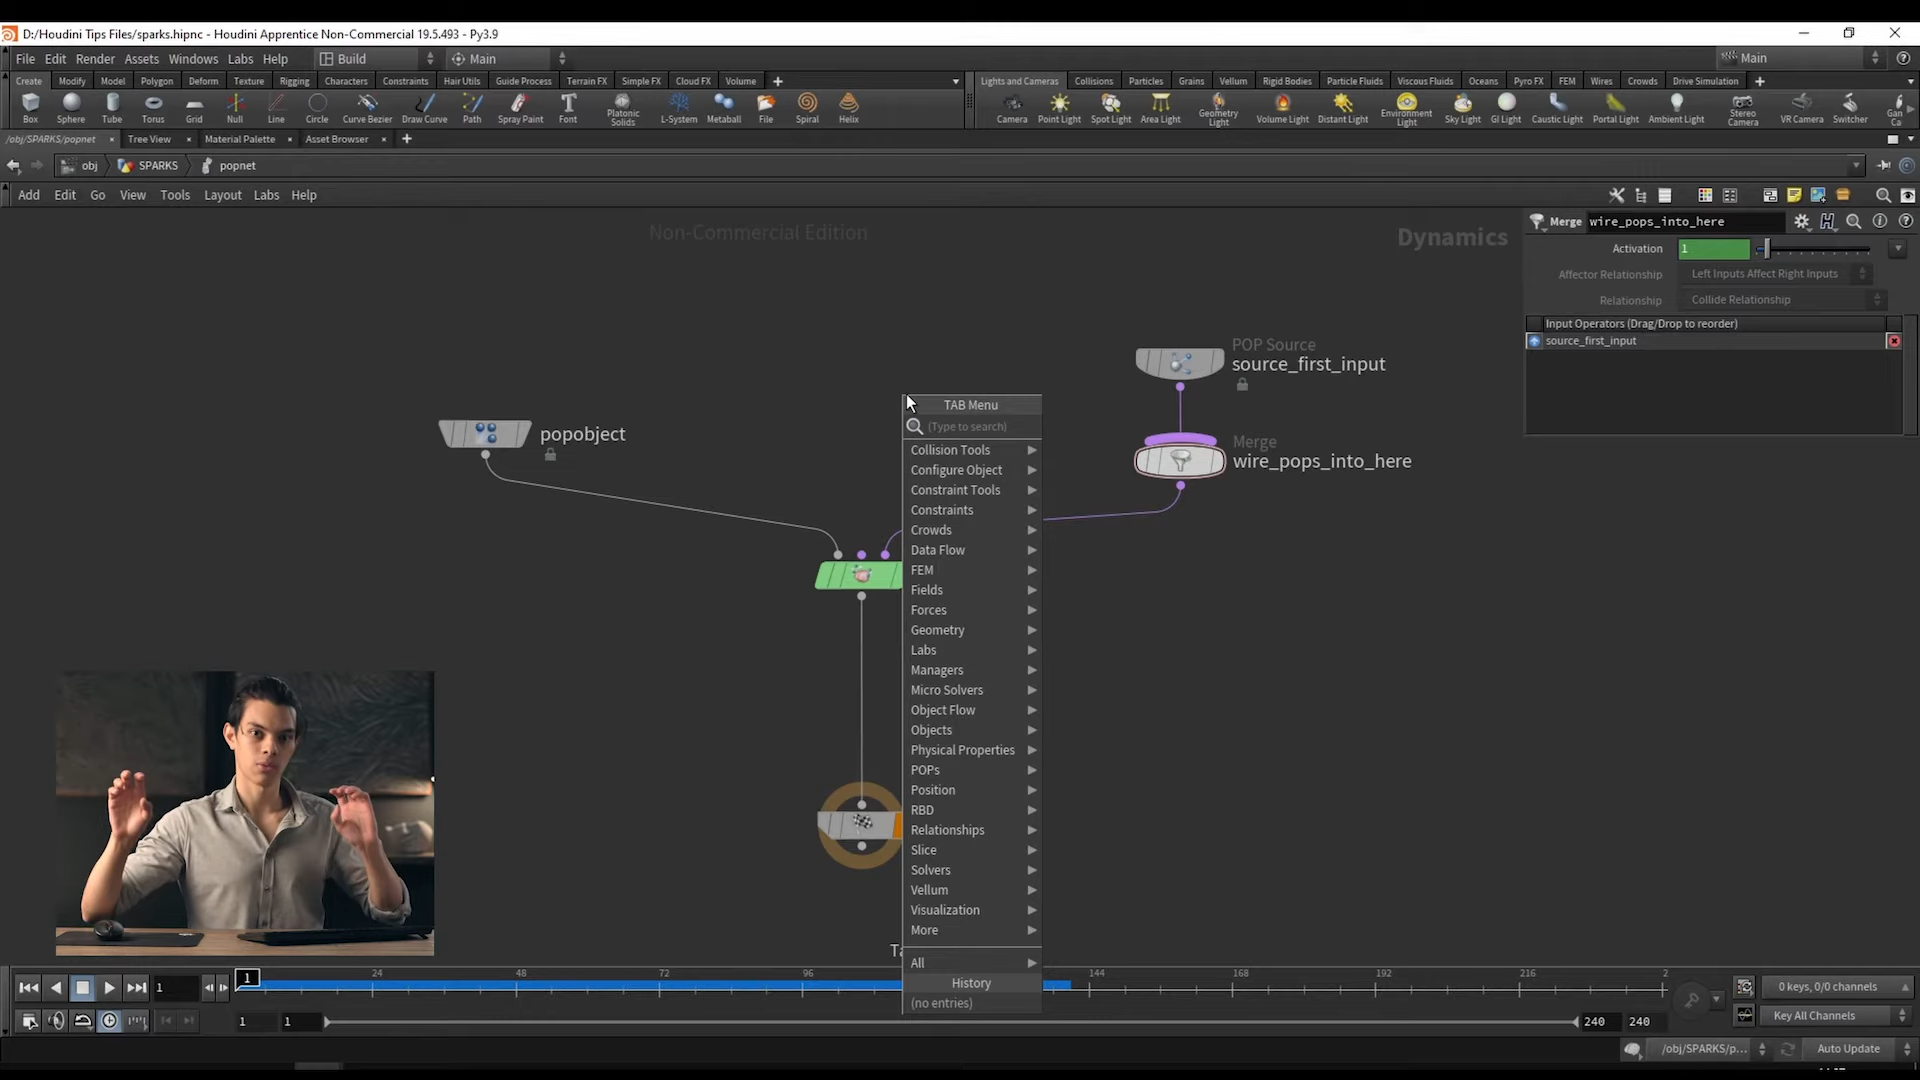 D:/Houdini Tips Files/sparks.hipnc - Houdini Apprentice Non-Commercial 19.5.493 - Py3.9
File Edit Render Assets Windows Labs Help Build Main Main
Create Modify Model Polygon Deform Texture Rigging Characters Constraints Hair Utils Guide Process Terrain FX Simple FX Cloud FX Volume
Lights and Cameras Collisions Particles Grains Vellum Rigid Bodies Particle Fluids Viscous Fluids Oceans Pyro FX FEM Wires Crowds Drive Simulation
Box Sphere Tube Torus Grid Null Line Circle Curve Bezier Draw Curve Path Spray Paint Font Platonic Solids L-System Metaball File Spiral Helix
Camera Point Light Spot Light Area Light Geometry Light Volume Light Distant Light Environment Light Sky Light GI Light Caustic Light Portal Light Ambient Light Stereo Camera VR Camera Switcher
/obj/SPARKS/popnet Tree View Material Palette Asset Browser
obj SPARKS popnet
Add Edit Go View Tools Layout Labs Help
Non-Commercial Edition
Dynamics
Merge wire_pops_into_here
Activation 1
Affector Relationship Left Inputs Affect Right Inputs
Relationship Collide Relationship
Input Operators (Drag/Drop to reorder)
source_first_input
POP Source
source_first_input
popobject
Merge
wire_pops_into_here
TAB Menu
(Type to search)
Collision Tools
Configure Object
Constraint Tools
Constraints
Crowds
Data Flow
FEM
Fields
Forces
Geometry
Labs
Managers
Micro Solvers
Object Flow
Objects
Physical Properties
POPs
Position
RBD
Relationships
Slice
Solvers
Vellum
Visualization
More
All
History
(no entries)
1 1 24 48 72 96 144 168 192 216 2
0 keys, 0/0 channels
1 1 240 240
Key All Channels
/obj/SPARKS/p... Auto Update